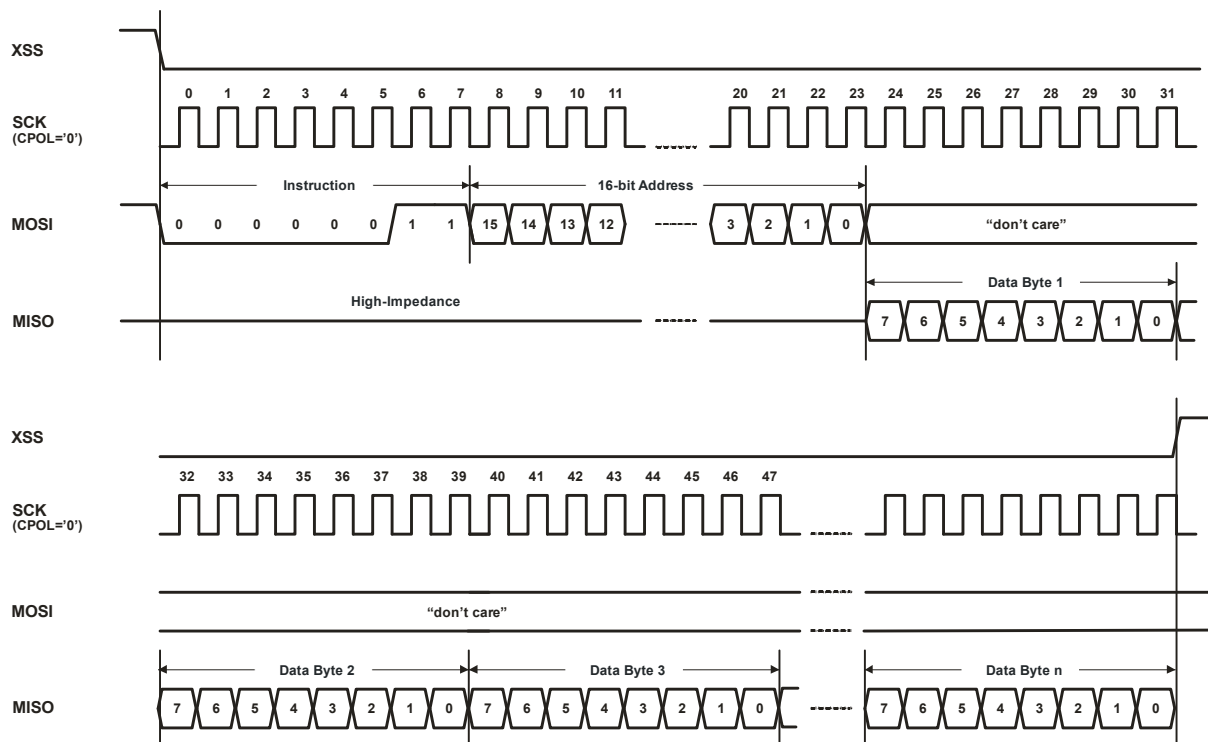 XSS
0 1 2 3 4 5 6 7 8 9 10 11 20 21 22 23 24 25 26 27 28 29 30 31
SCK
(CPOL='0')
Instruction 16-bit Address
MOSI 0 0 0 0 0 0 1 1 15 14 13 12 3 2 1 0 “don’t care”
Data Byte 1
High-Impedance
MISO 7 6 5 4 3 2 1 0
XSS
32 33 34 35 36 37 38 39 40 41 42 43 44 45 46 47
SCK
(CPOL='0')
MOSI “don’t care”
Data Byte 2 Data Byte 3 Data Byte n
MISO 7 6 5 4 3 2 1 0 7 6 5 4 3 2 1 0 7 6 5 4 3 2 1 0